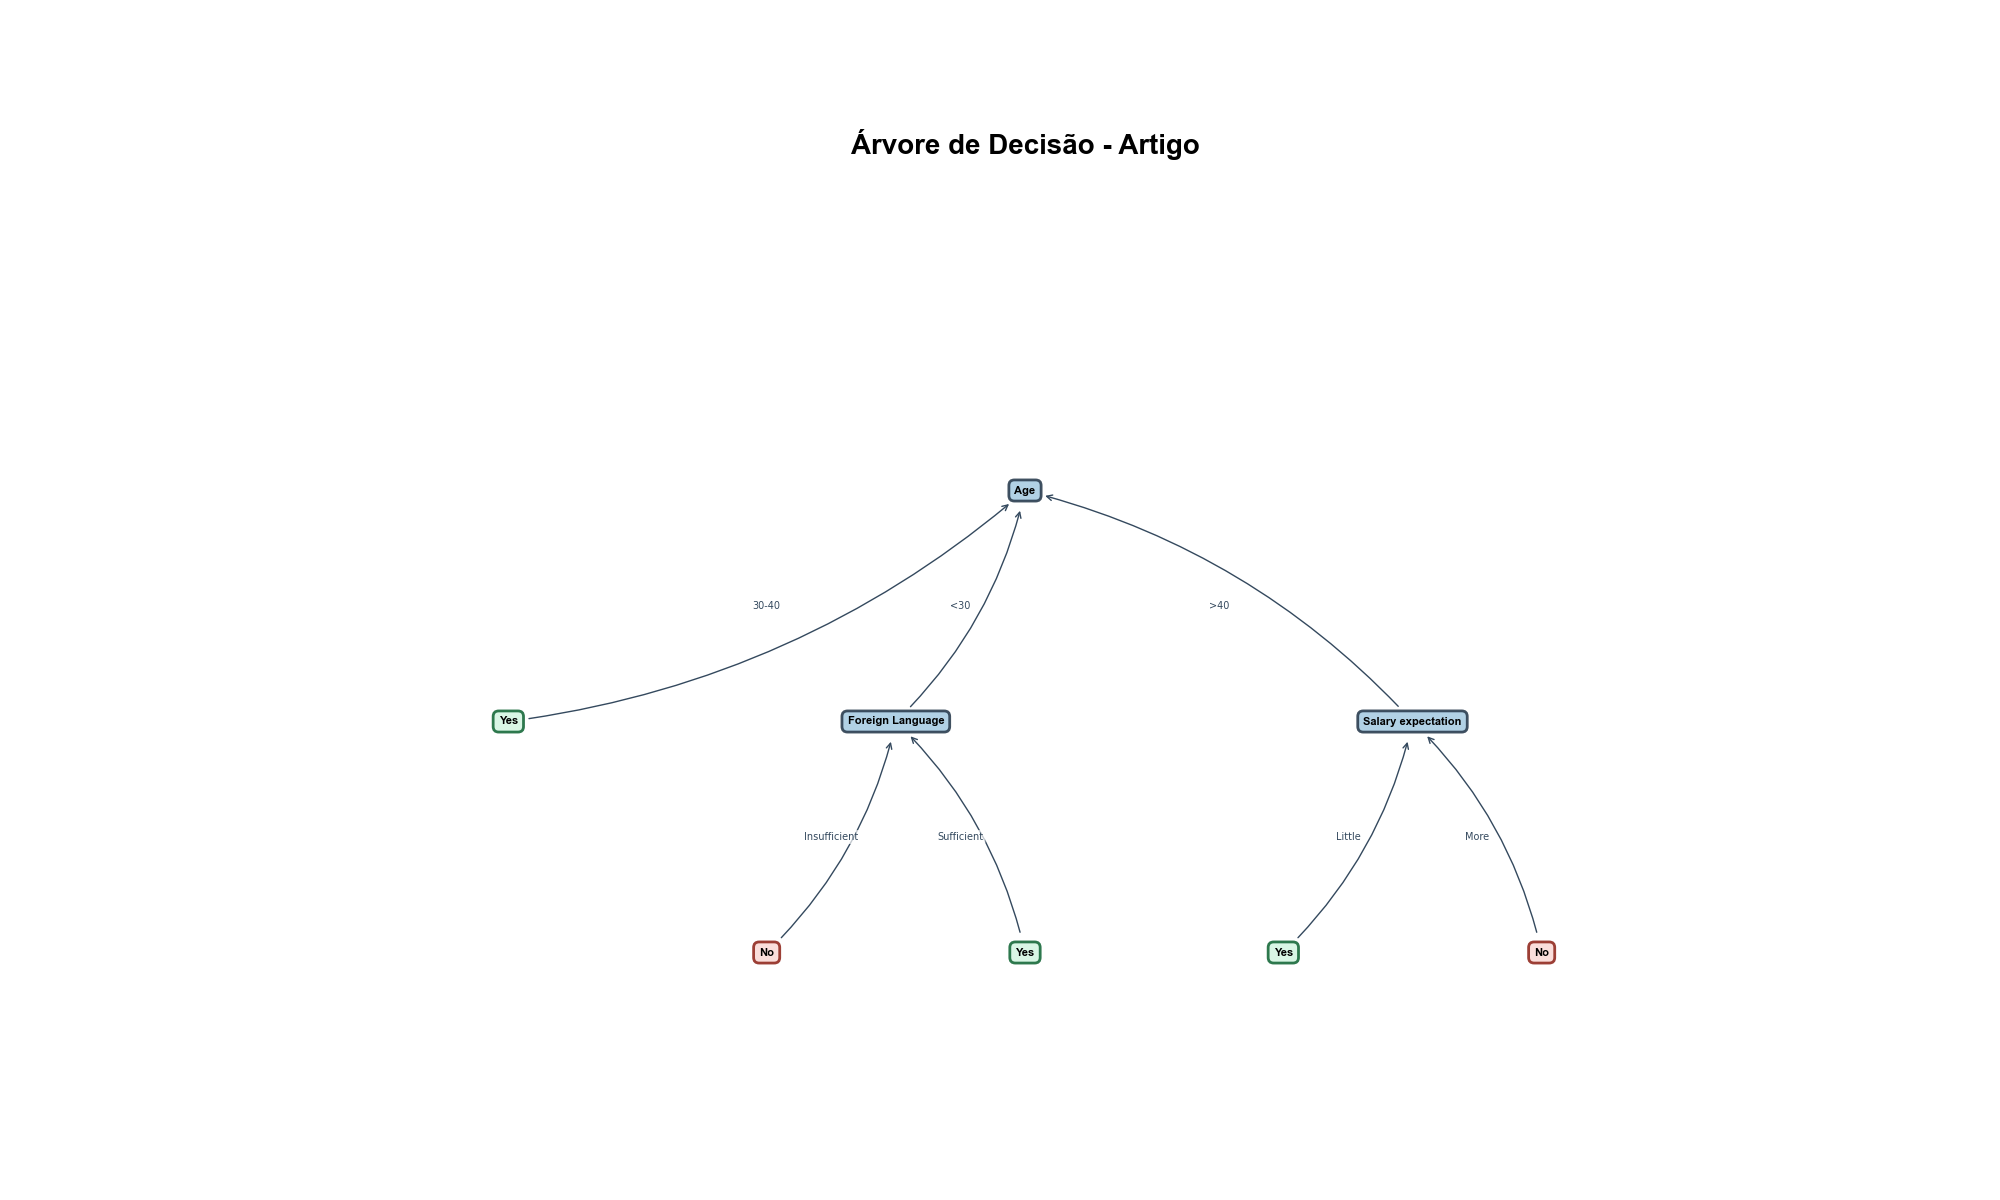 Árvore de Decisão - Artigo
Age
30-40
<30
>40
Yes
Foreign Language
Salary expectation
Insufficient
Sufficient
Little
More
No
Yes
Yes
No